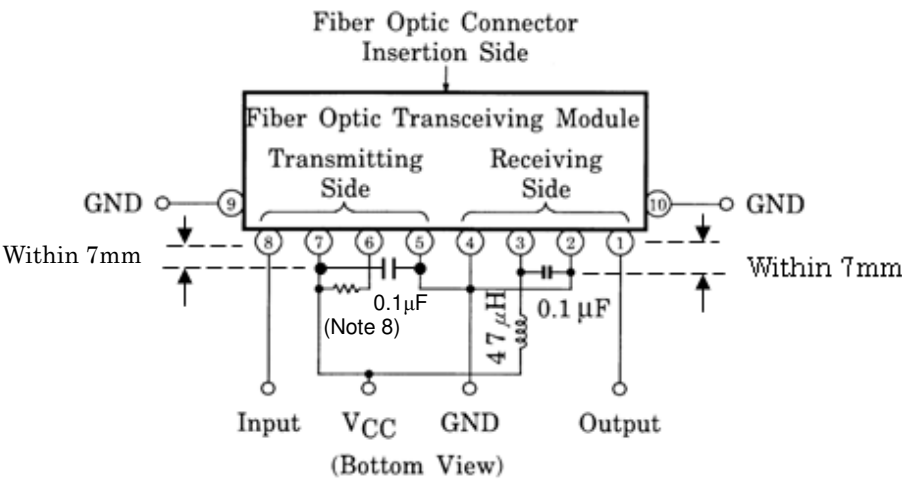 Fiber Optic Connector
Insertion Side
Fiber Optic Transceiving Module
Transmitting
Side
Receiving
Side
GND
9
10
GND
8
7
6
5
4
3
2
1
Within 7mm
Within 7mm
0.1μF
(Note 8)
47μH
0.1μF
Input
VCC
GND
Output
(Bottom View)